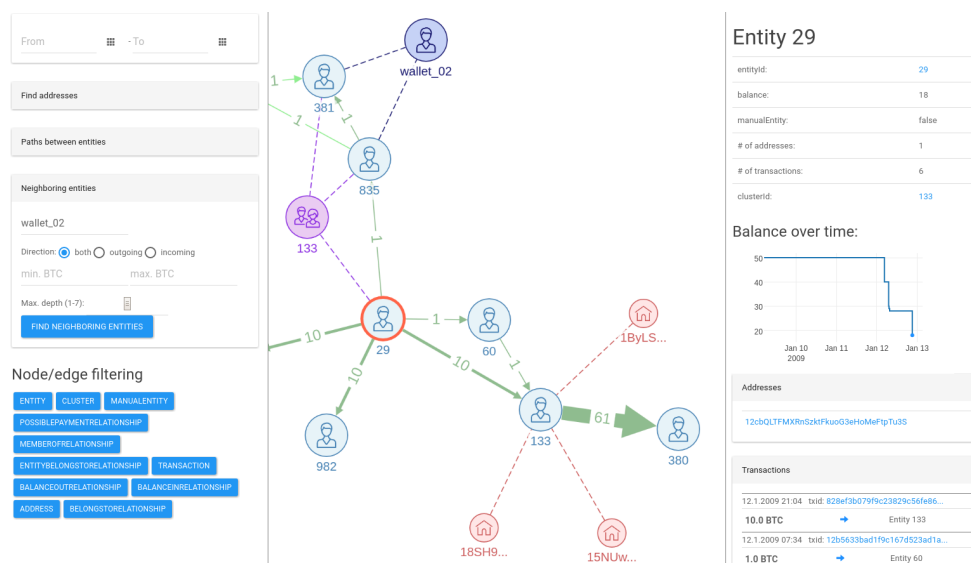 From - To
Find addresses
Paths between entities
Neighboring entities
wallet_02
Direction: both outgoing incoming
min. BTC max. BTC
Max. depth (1-7):
FIND NEIGHBORING ENTITIES
Node/edge filtering
ENTITY CLUSTER MANUALENTITY
POSSIBLEPAYMENTRELATIONSHIP
MEMBEROFRELATIONSHIP
ENTITYBELONGSTORELATIONSHIP TRANSACTION
BALANCEOUTRELATIONSHIP BALANCEINRELATIONSHIP
ADDRESS BELONGSTORELATIONSHIP
wallet_02
1
381
1
1
835
133
1
29
1
60
1ByLS...
10
10
10
1
982
133
61
380
18SH9...
15NUw...
Entity 29
entityId: 29
balance: 18
manualEntity: false
# of addresses: 1
# of transactions: 6
clusterId: 133
Balance over time:
50
40
30
20
Jan 10 Jan 11 Jan 12 Jan 13
2009
Addresses
12cbQLTFMXRnSzktFkuoG3eHoMeFtpTu3S
Transactions
12.1.2009 21:04 txid: 828ef3b079f9c23829c56fe86...
10.0 BTC Entity 133
12.1.2009 07:34 txid: 12b5633bad1f9c167d523ad1a...
1.0 BTC Entity 60